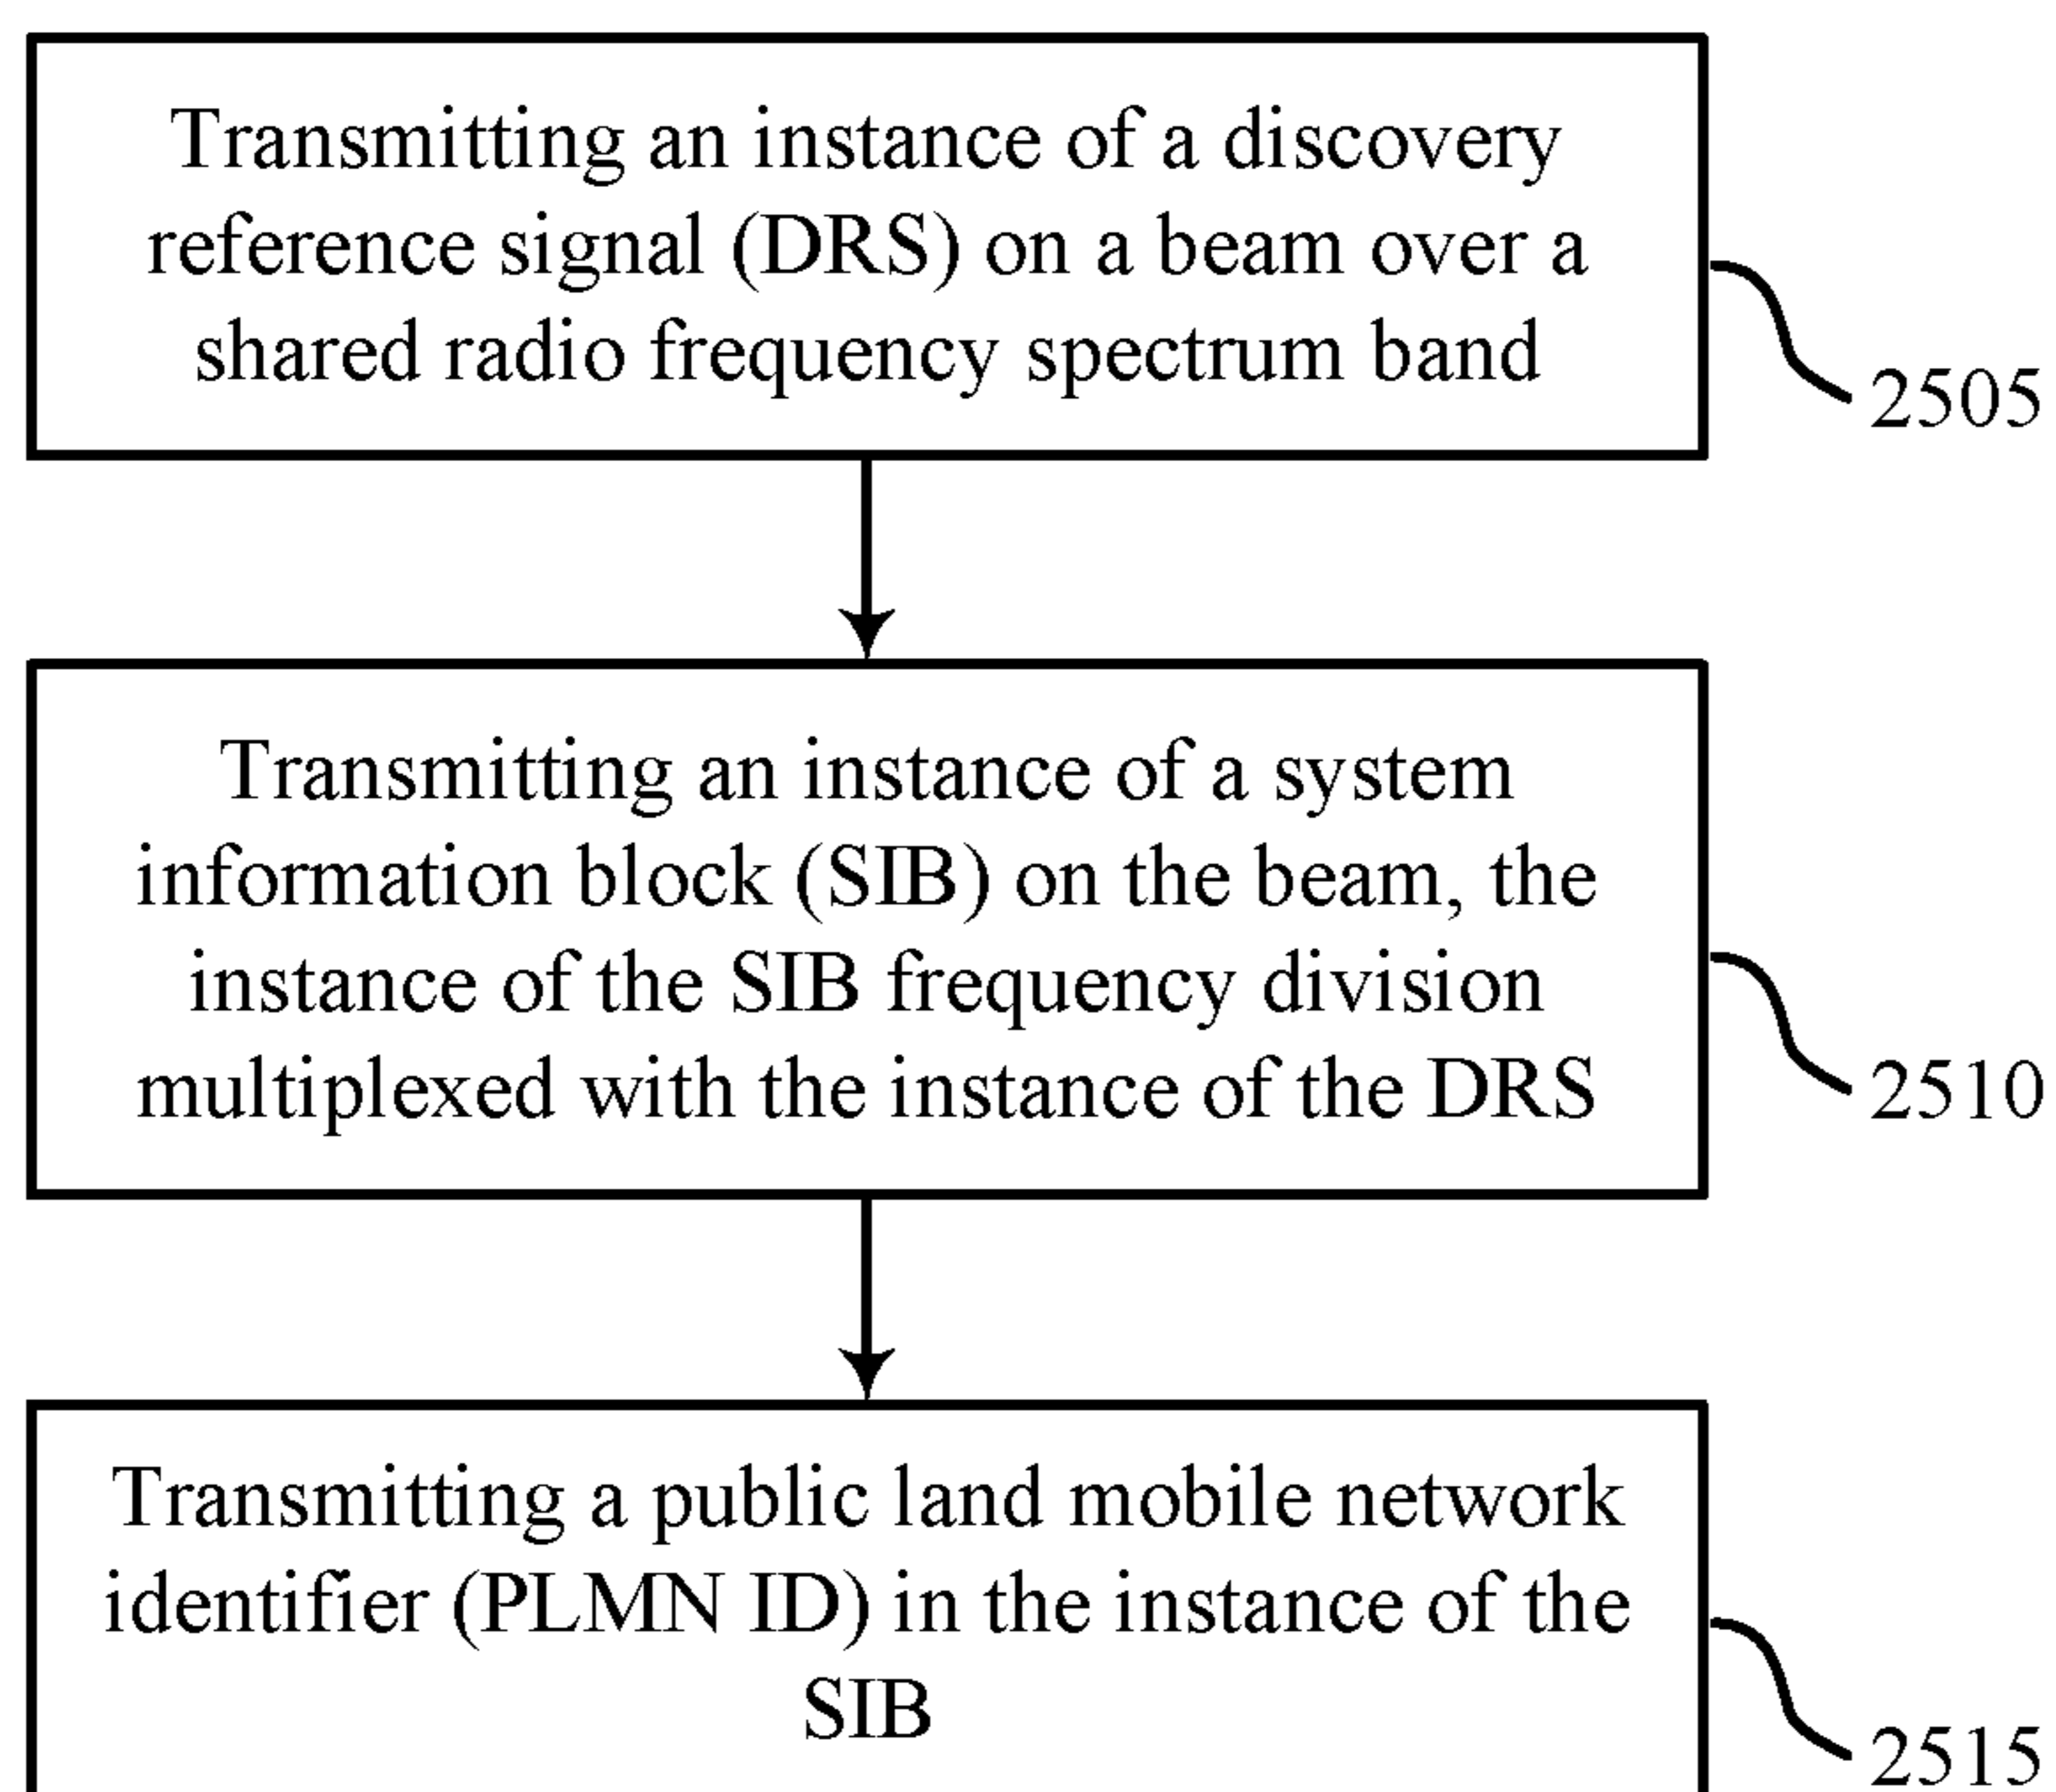 Transmitting an instance of a discovery
reference signal (DRS) on a beam over a
shared radio frequency spectrum band
2505
Transmitting an instance of a system
information block (SIB) on the beam, the
instance of the SIB frequency division
multiplexed with the instance of the DRS
2510
Transmitting a public land mobile network
identifier (PLMN ID) in the instance of the
SIB
2515